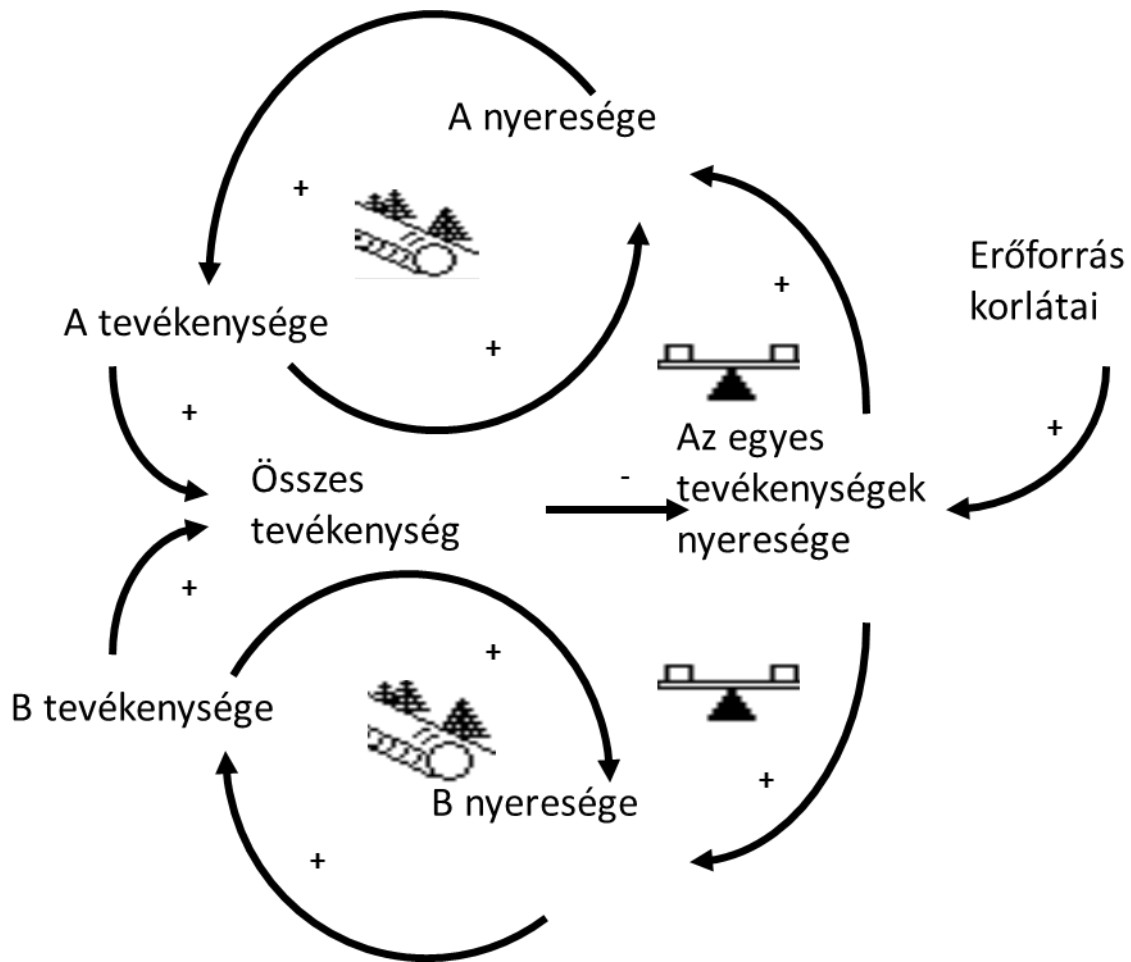 A nyeresége
+
Erőforrás
korlátai
+
A tevékenysége
+
+
+
Az egyes
tevékenységek
nyeresége
+
Összes
tevékenység
-
+
+
B tevékenysége
+
B nyeresége
+